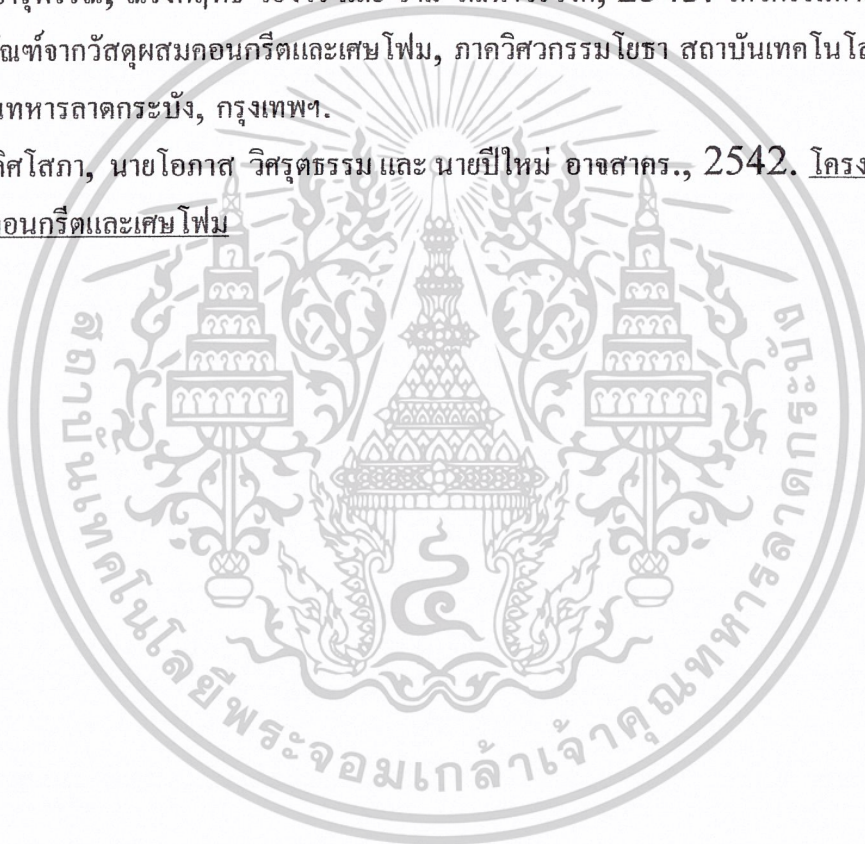 ณฑ์จากวัสดุผสมคอนกรีตและเศษโฟม, ภาควิศวกรรมโยธา สถาบันเทคโนโล
นทหารลาดกระบัง, กรุงเทพฯ.
ดิศโสภา, นายโอภาส วิศรุตธรรม และ นายปีใหม่ อาจสาคร., 2542. โครง
อนกรีตและเศษโฟม
สถาบันเทคโนโลยีพระจอมเกล้าเจ้าคุณทหารลาดกระบัง